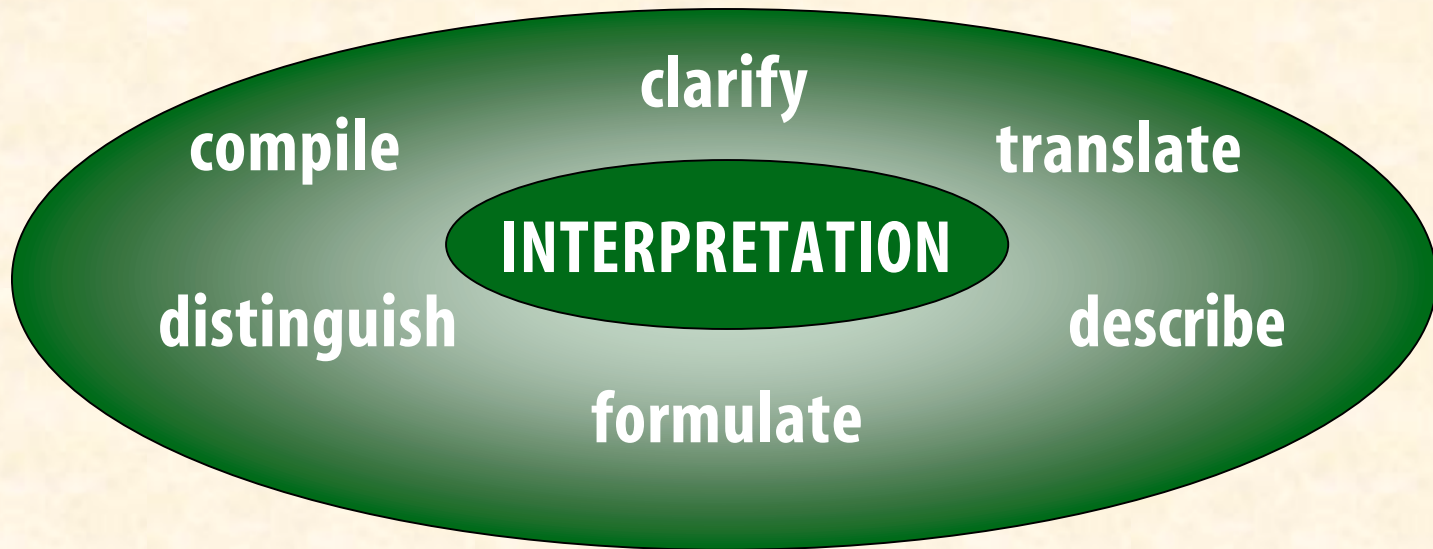 clarify
compile
translate
INTERPRETATION
distinguish
describe
formulate